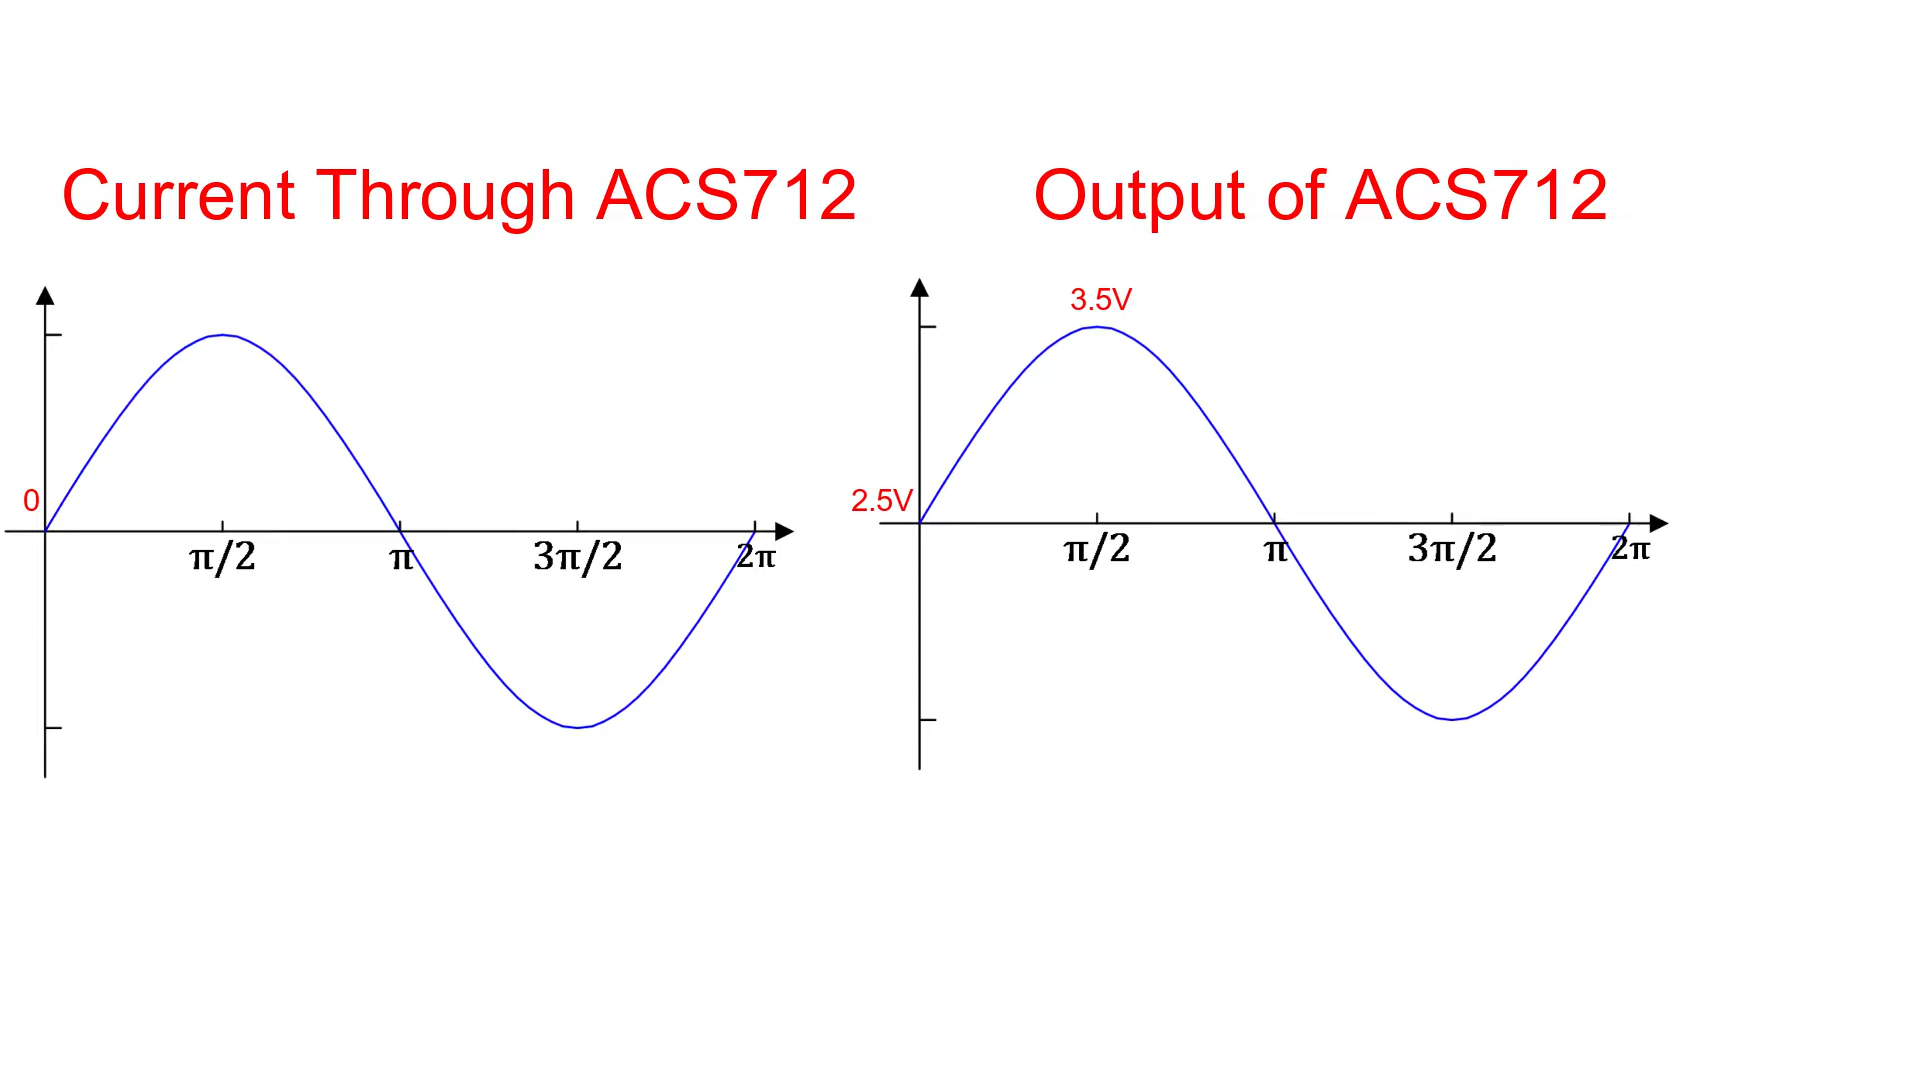 Current Through ACS712
0
π/2
π
3π/2
2π
Output of ACS712
3.5V
2.5V
π/2
π
3π/2
2π